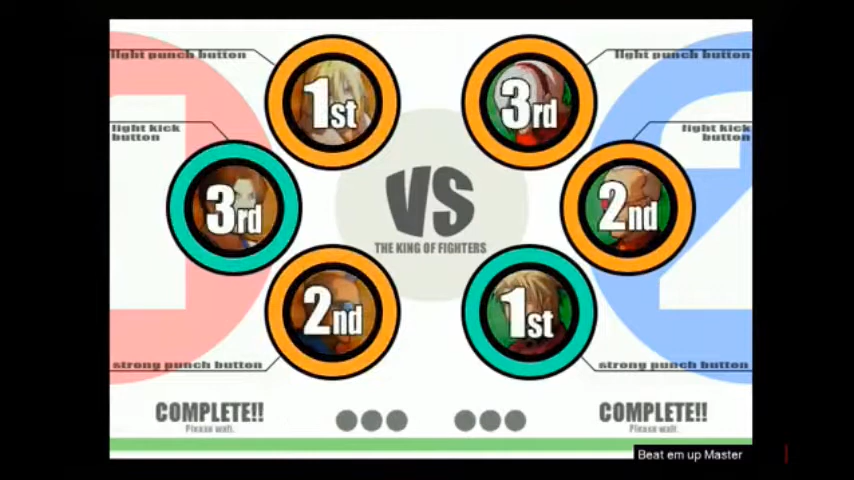 light punch button
light punch button
1st
3rd
light kick
button
light kick
button
3rd
VS
2nd
THE KING OF FIGHTERS
2nd
1st
strong punch button
strong punch button
COMPLETE!!
Please wait.
COMPLETE!!
Please wait.
Beat em up Master